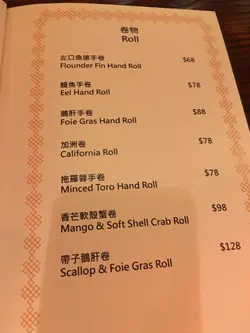 卷物
Roll
左口魚邊手卷 $68
Flounder Fin Hand Roll
鰻魚手卷 $78
Eel Hand Roll
鵝肝手卷 $88
Foie Gras Hand Roll
加洲卷 $78
California Roll
拖羅蓉手卷 $78
Minced Toro Hand Roll
香芒軟殼蟹卷 $98
Mango & Soft Shell Crab Roll
帶子鵝肝卷 $128
Scallop & Foie Gras Roll